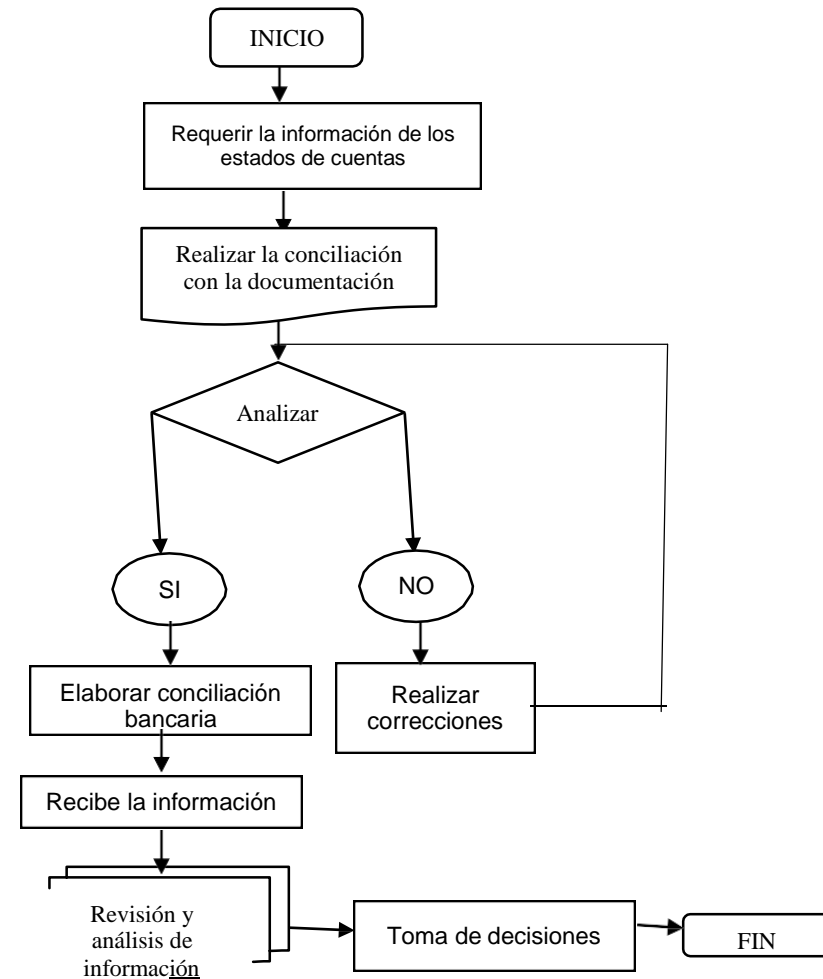 INICIO
Requerir la información de los
estados de cuentas
Realizar la conciliación
con la documentación
Analizar
SI
NO
Elaborar conciliación
bancaria
Realizar
correcciones
Recibe la información
Revisión y
análisis de
información
Toma de decisiones
FIN